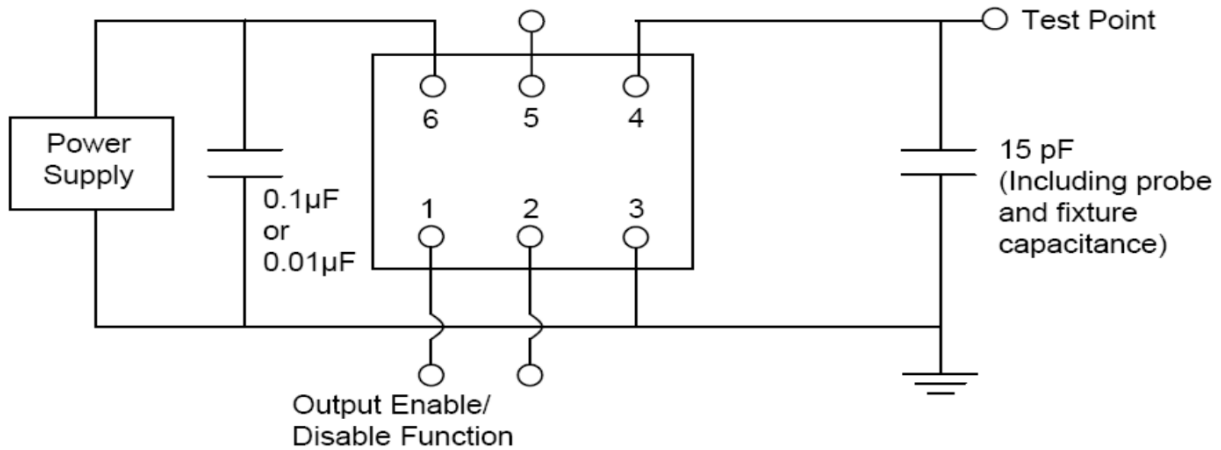 Test Point
6
5
4
Power
Supply
15 pF
(Including probe
and fixture
capacitance)
0.1µF
or
0.01µF
1
2
3
Output Enable/
Disable Function